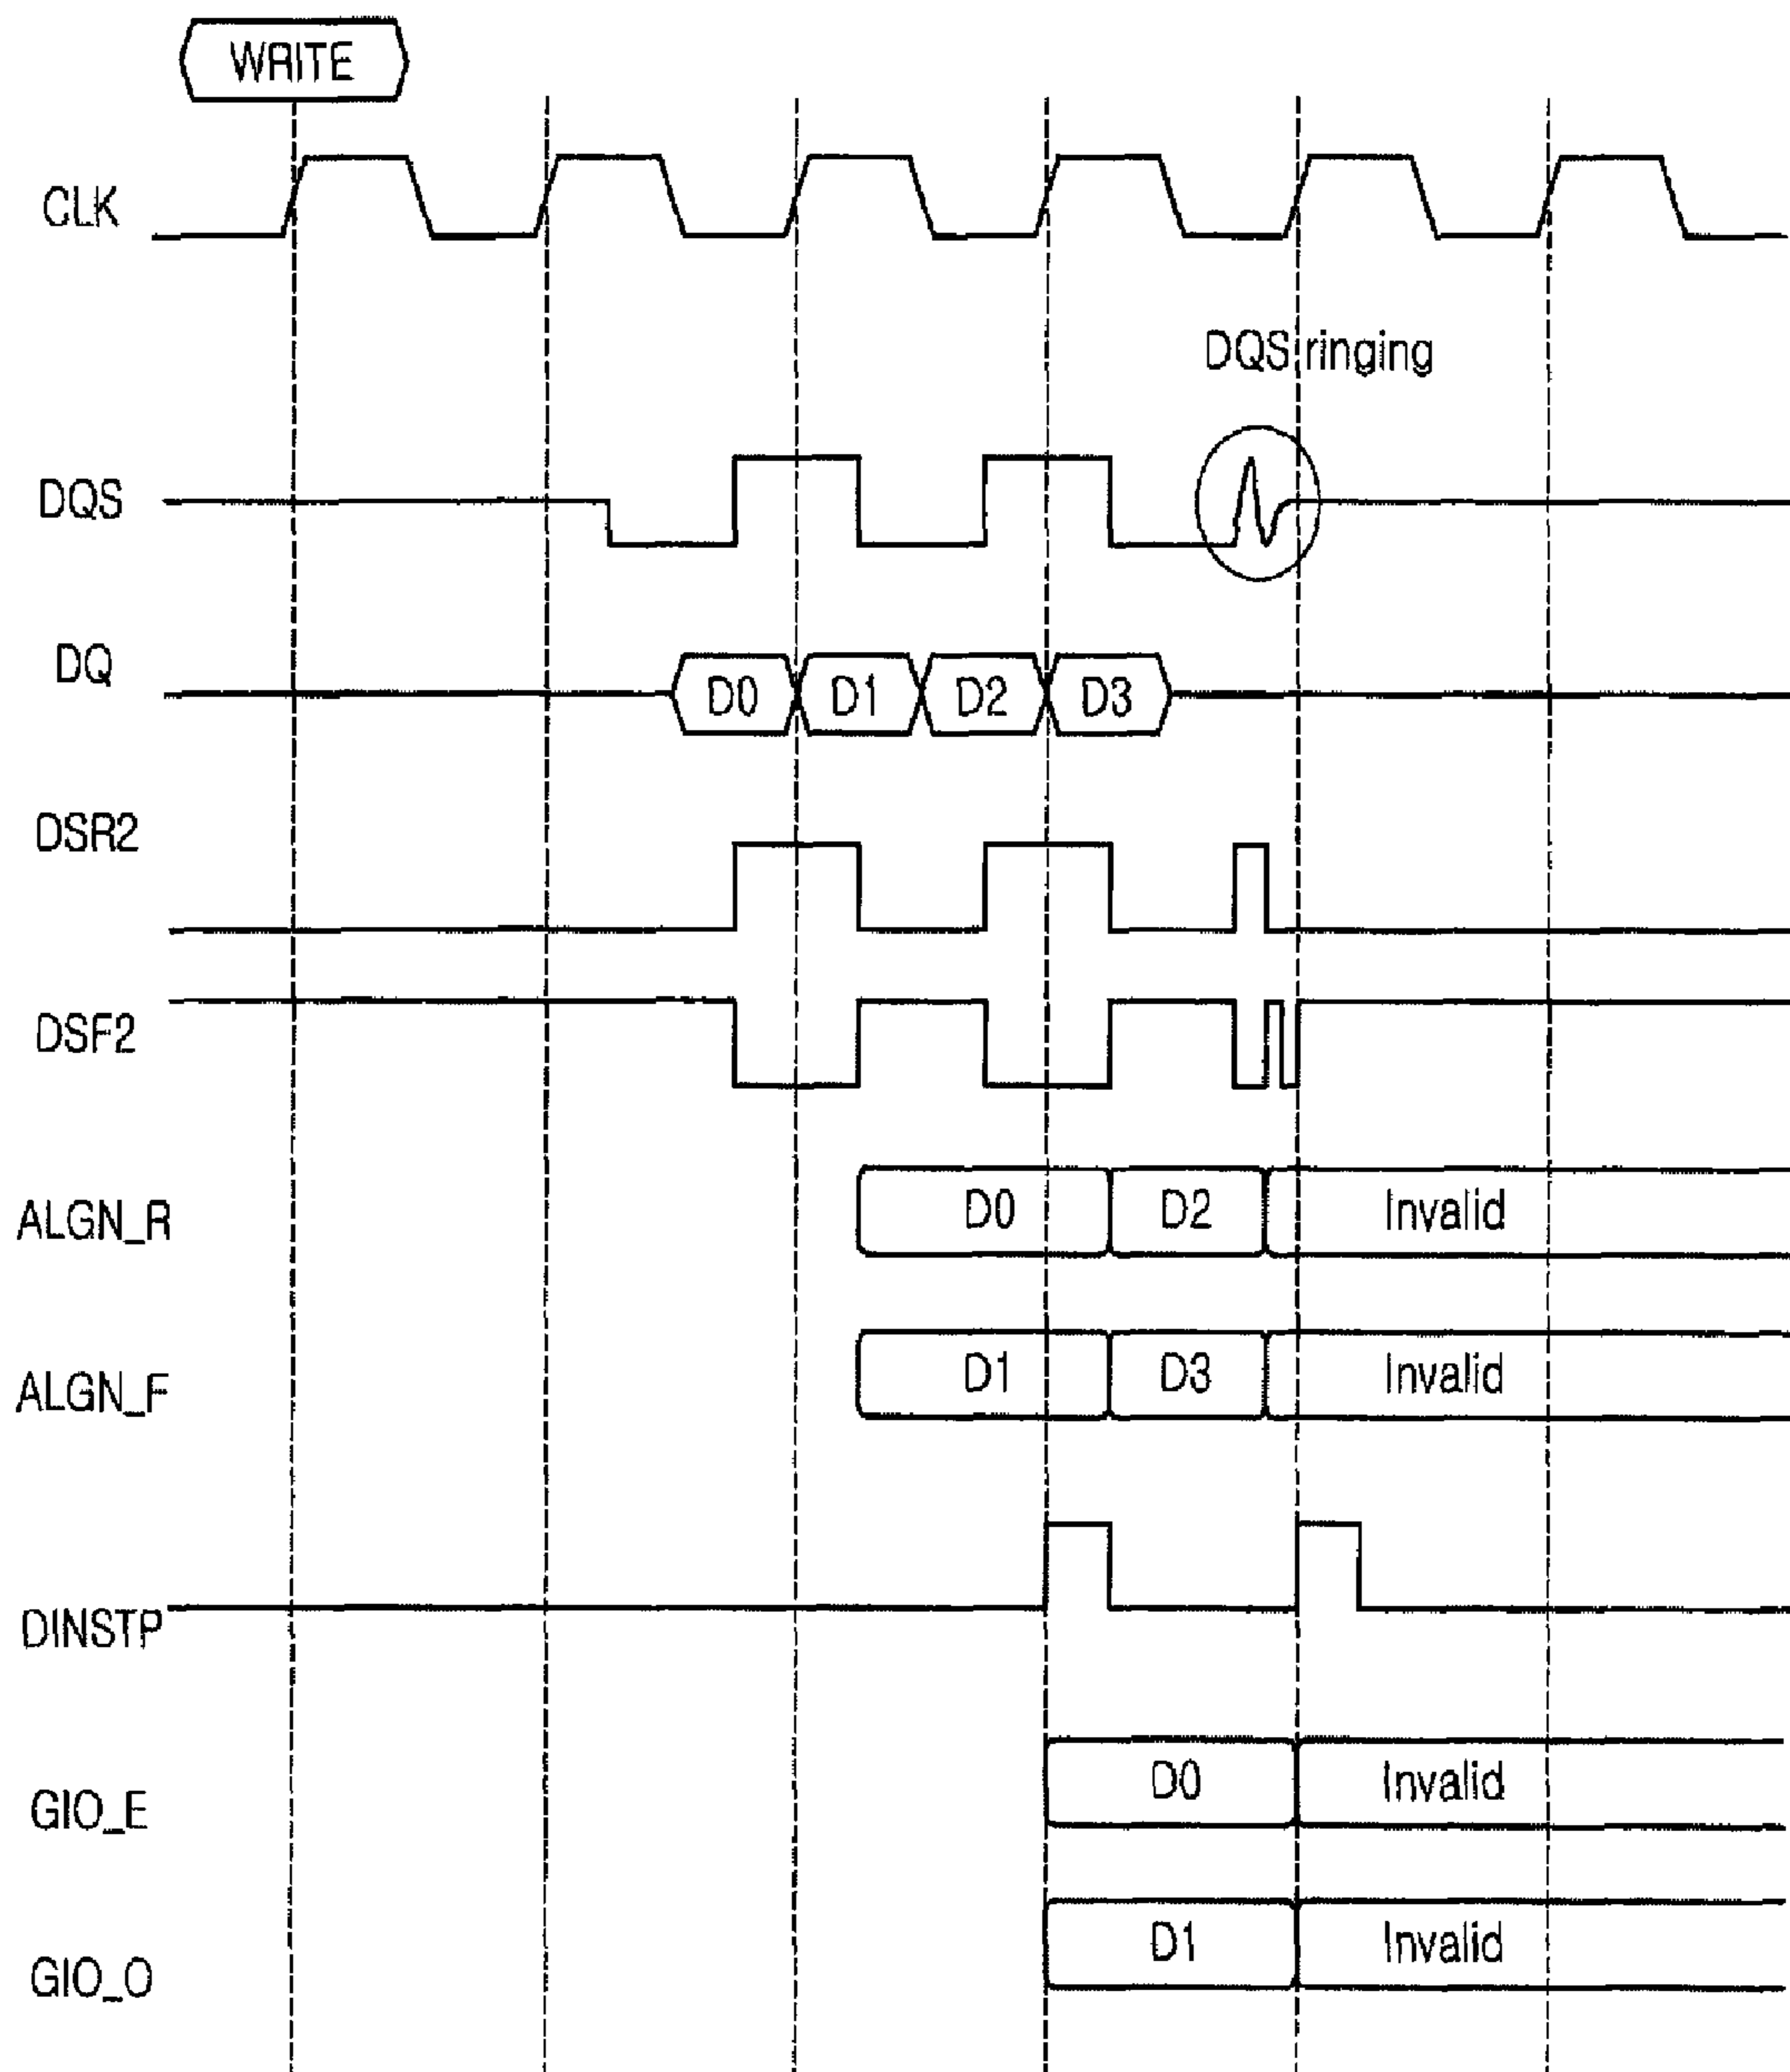 WRITE
CLK
DQS ringing
DQS
DQ D0 D1 D2 D3
DSR2
DSF2
ALGN_R D0 D2 Invalid
ALGN_F D1 D3 Invalid
DINSTP
GIO_E D0 Invalid
GIO_O D1 Invalid